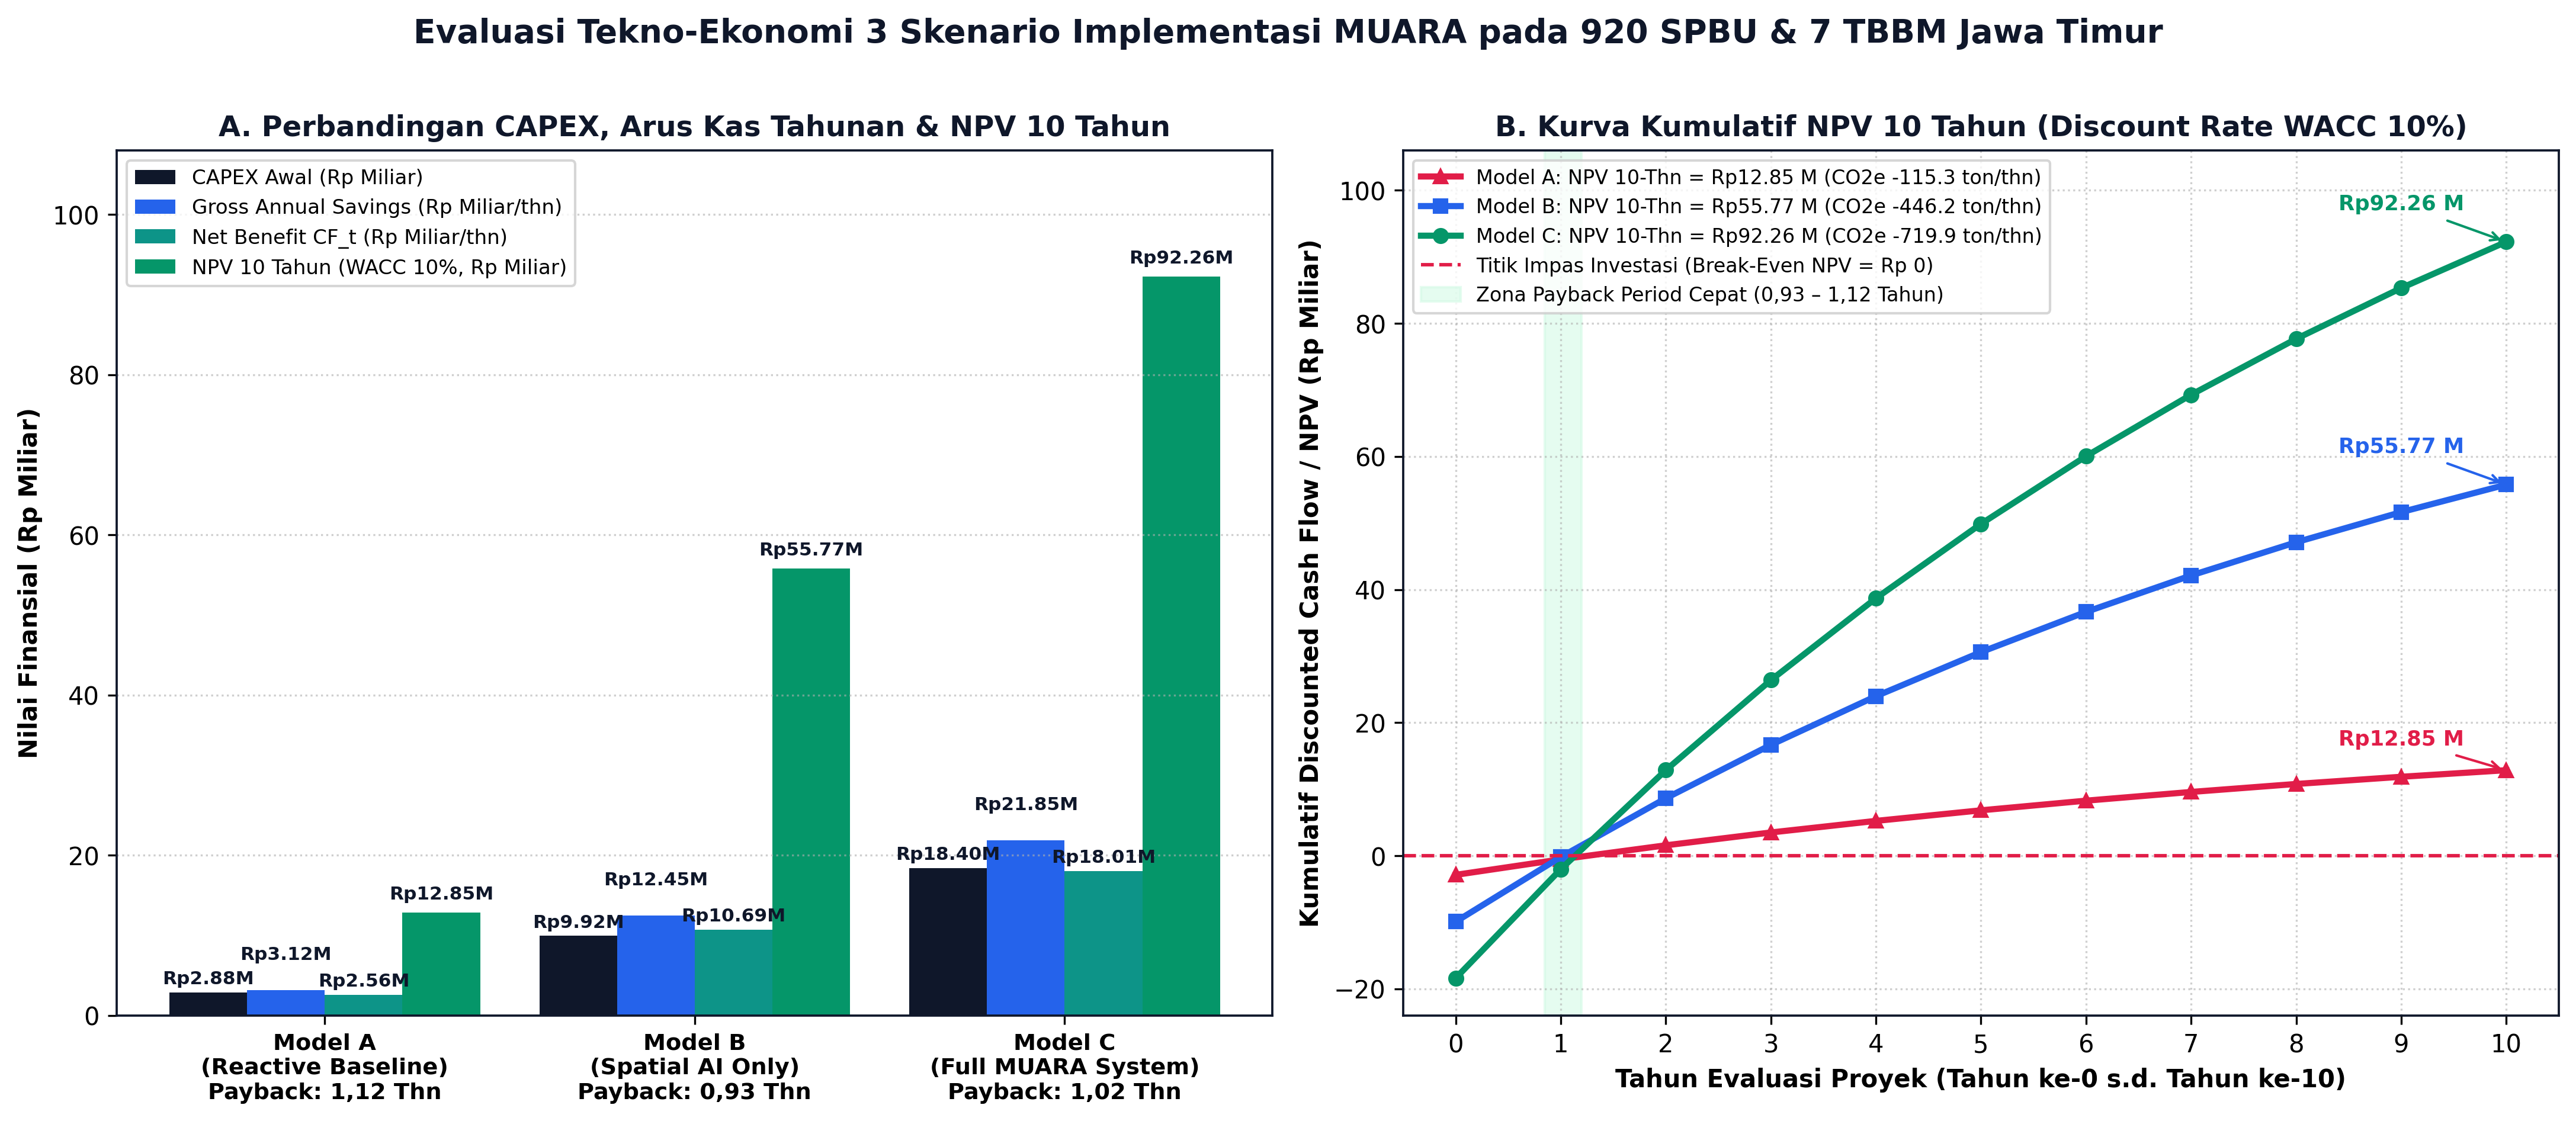 Evaluasi Tekno-Ekonomi 3 Skenario Implementasi MUARA pada 920 SPBU & 7 TBBM Jawa Timur
A. Perbandingan CAPEX, Arus Kas Tahunan & NPV 10 Tahun
Nilai Finansial (Rp Miliar)
100
80
60
40
20
0
CAPEX Awal (Rp Miliar)
Gross Annual Savings (Rp Miliar/thn)
Net Benefit CF_t (Rp Miliar/thn)
NPV 10 Tahun (WACC 10%, Rp Miliar)
Rp2.88M
Rp3.12M
Rp2.56M
Rp12.85M
Rp9.92M
Rp12.45M
Rp10.69M
Rp55.77M
Rp18.40M
Rp21.85M
Rp18.01M
Rp92.26M
Model A
(Reactive Baseline)
Payback: 1,12 Thn
Model B
(Spatial AI Only)
Payback: 0,93 Thn
Model C
(Full MUARA System)
Payback: 1,02 Thn
B. Kurva Kumulatif NPV 10 Tahun (Discount Rate WACC 10%)
Kumulatif Discounted Cash Flow / NPV (Rp Miliar)
100
80
60
40
20
0
−20
Model A: NPV 10-Thn = Rp12.85 M (CO2e -115.3 ton/thn)
Model B: NPV 10-Thn = Rp55.77 M (CO2e -446.2 ton/thn)
Model C: NPV 10-Thn = Rp92.26 M (CO2e -719.9 ton/thn)
Titik Impas Investasi (Break-Even NPV = Rp 0)
Zona Payback Period Cepat (0,93 – 1,12 Tahun)
Rp92.26 M
Rp55.77 M
Rp12.85 M
0 1 2 3 4 5 6 7 8 9 10
Tahun Evaluasi Proyek (Tahun ke-0 s.d. Tahun ke-10)